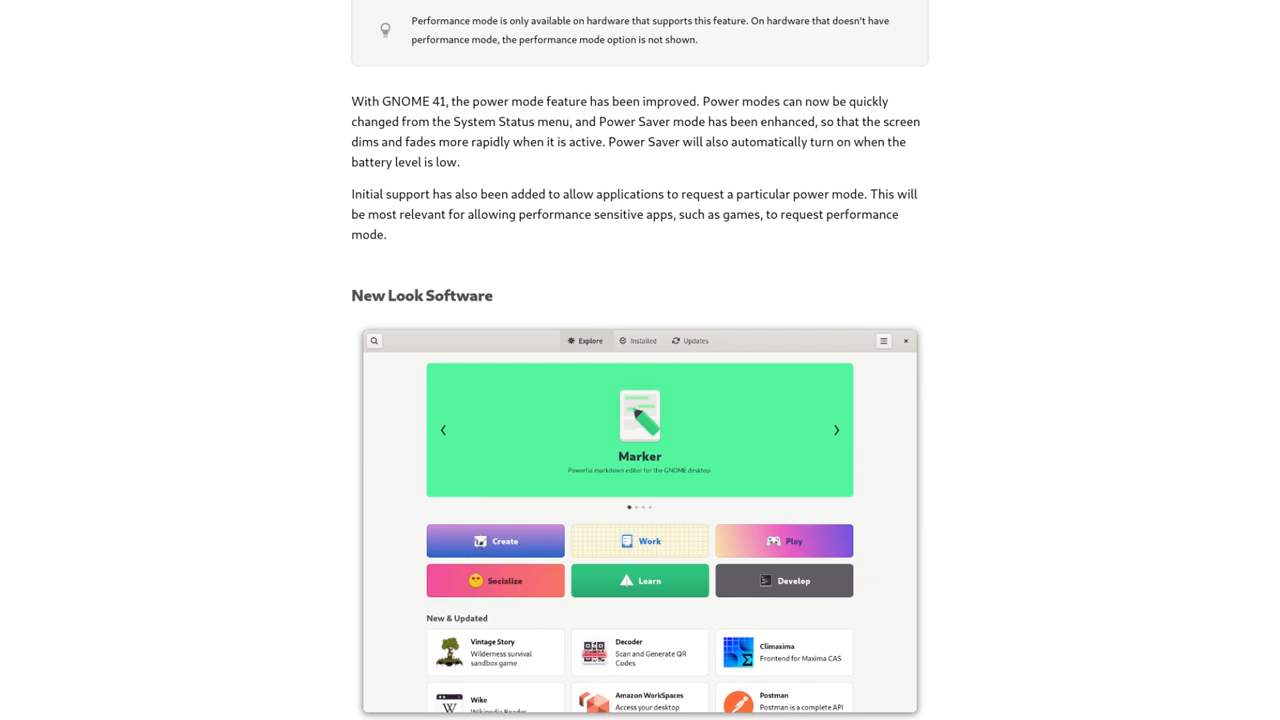 Performance mode is only available on hardware that supports this feature. On hardware that doesn't have
performance mode, the performance mode option is not shown.
With GNOME 41, the power mode feature has been improved. Power modes can now be quickly
changed from the System Status menu, and Power Saver mode has been enhanced, so that the screen
dims and fades more rapidly when it is active. Power Saver will also automatically turn on when the
battery level is low.
Initial support has also been added to allow applications to request a particular power mode. This will
be most relevant for allowing performance sensitive apps, such as games, to request performance
mode.
New Look Software
Explore Installed Updates
Marker
Powerful markdown editor for the GNOME desktop.
Create Work Play
Socialize Learn Develop
New & Updated
Vintage Story
Wilderness survival
sandbox game
Decoder
Scan and Generate QR
Codes
Climaxima
Frontend for Maxima CAS
Wike
Wikipedia Reader
Amazon WorkSpaces
Access your desktop
Postman
Postman is a complete API